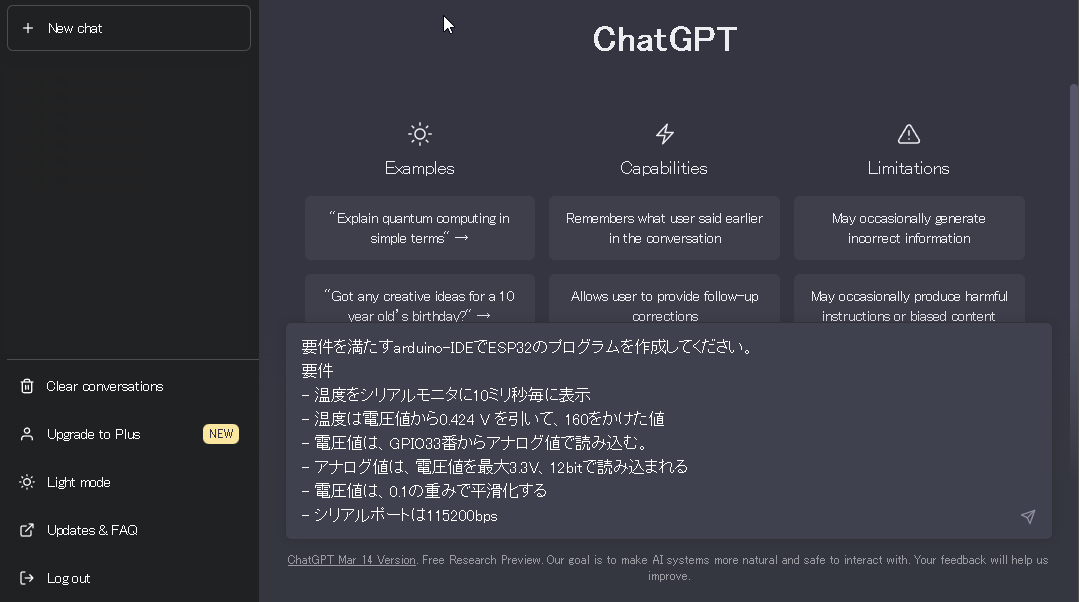 New chat
ChatGPT
Examples
Capabilities
Limitations
"Explain quantum computing in
simple terms" →
Remembers what user said earlier
in the conversation
May occasionally generate
incorrect information
"Got any creative ideas for a 10
year old's birthday?" →
Allows user to provide follow-up
corrections
May occasionally produce harmful
instructions or biased content
要件を満たすarduino-IDEでESP32のプログラムを作成してください。
要件
- 温度をシリアルモニタに10ミリ秒毎に表示
- 温度は電圧値から0.424 V を引いて、160をかけた値
- 電圧値は、GPIO33番からアナログ値で読み込む。
- アナログ値は、電圧値を最大3.3V、12bitで読み込まれる
- 電圧値は、0.1の重みで平滑化する
- シリアルポートは115200bps
Clear conversations
Upgrade to Plus
NEW
Light mode
Updates & FAQ
Log out
ChatGPT Mar 14 Version. Free Research Preview. Our goal is to make AI systems more natural and safe to interact with. Your feedback will help us
improve.